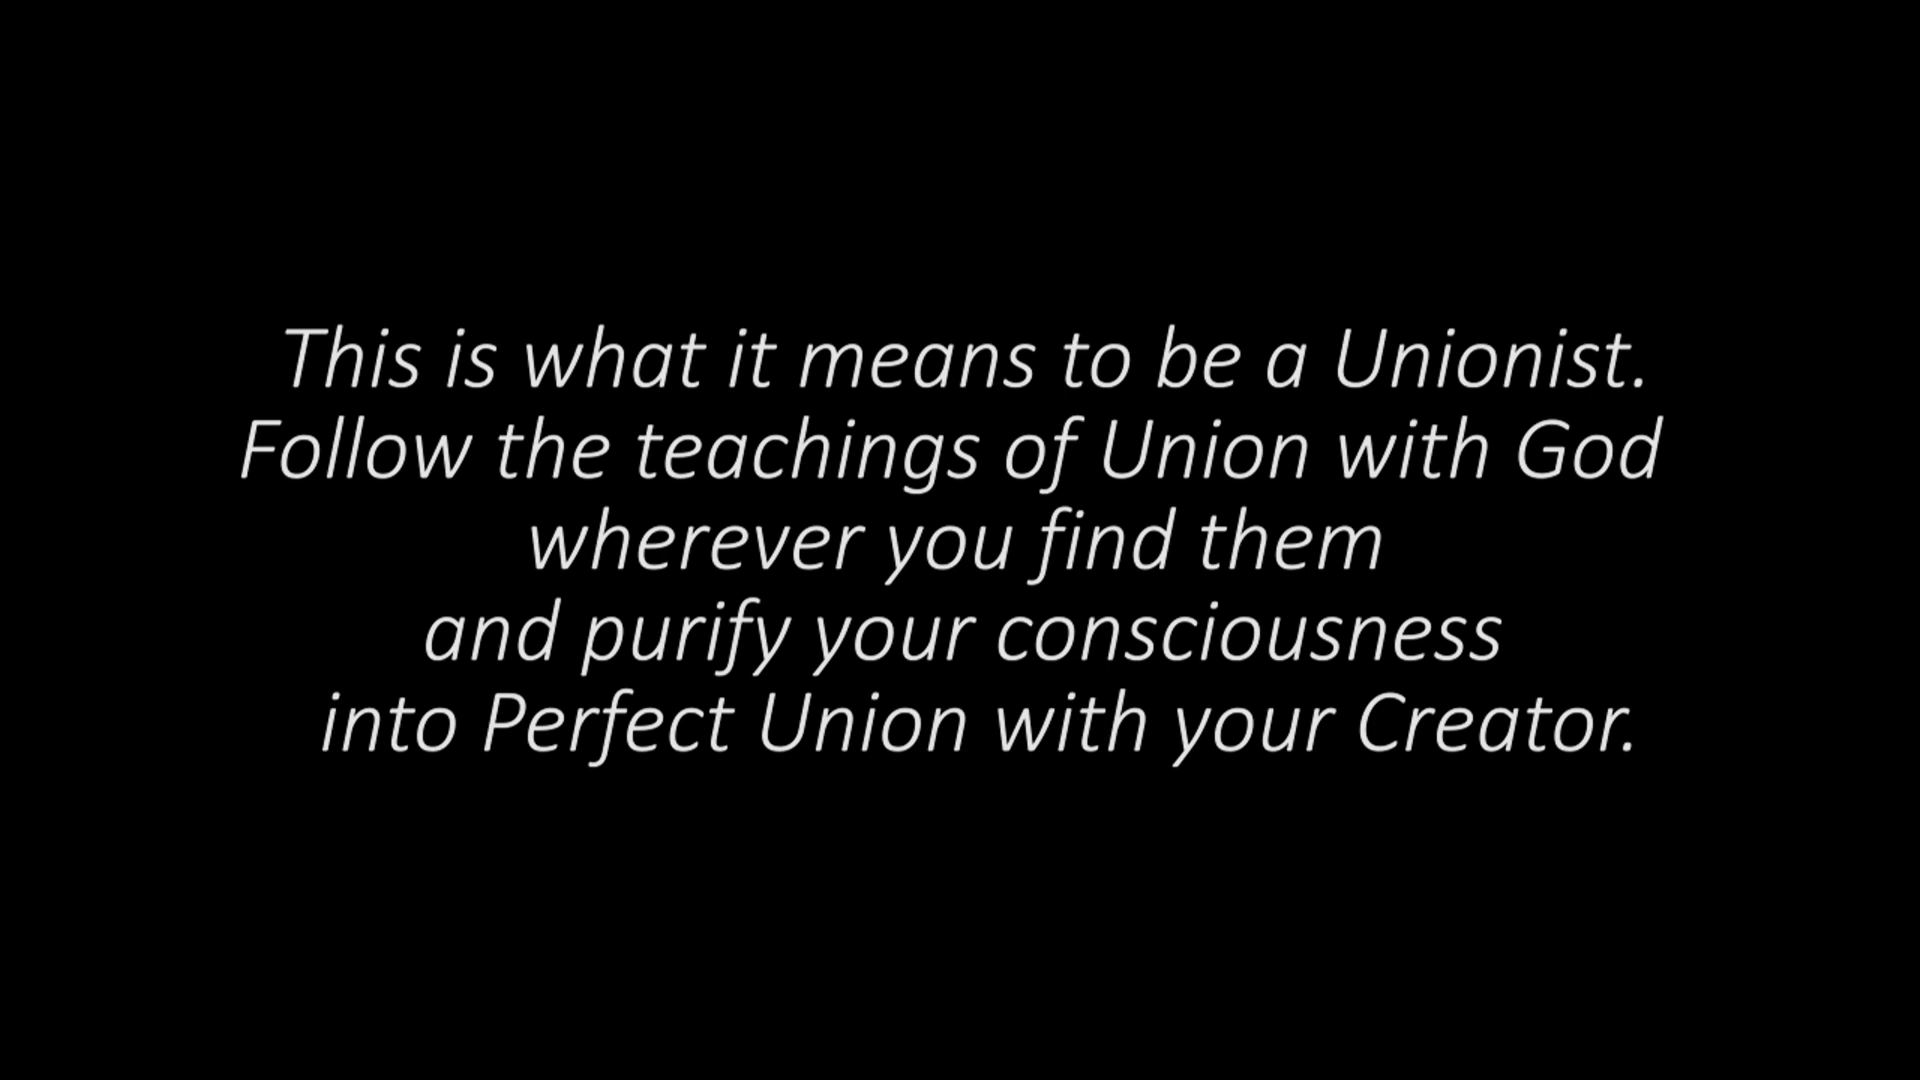 This is what it means to be a Unionist.
Follow the teachings of Union with God
wherever you find them
and purify your consciousness
into Perfect Union with your Creator.